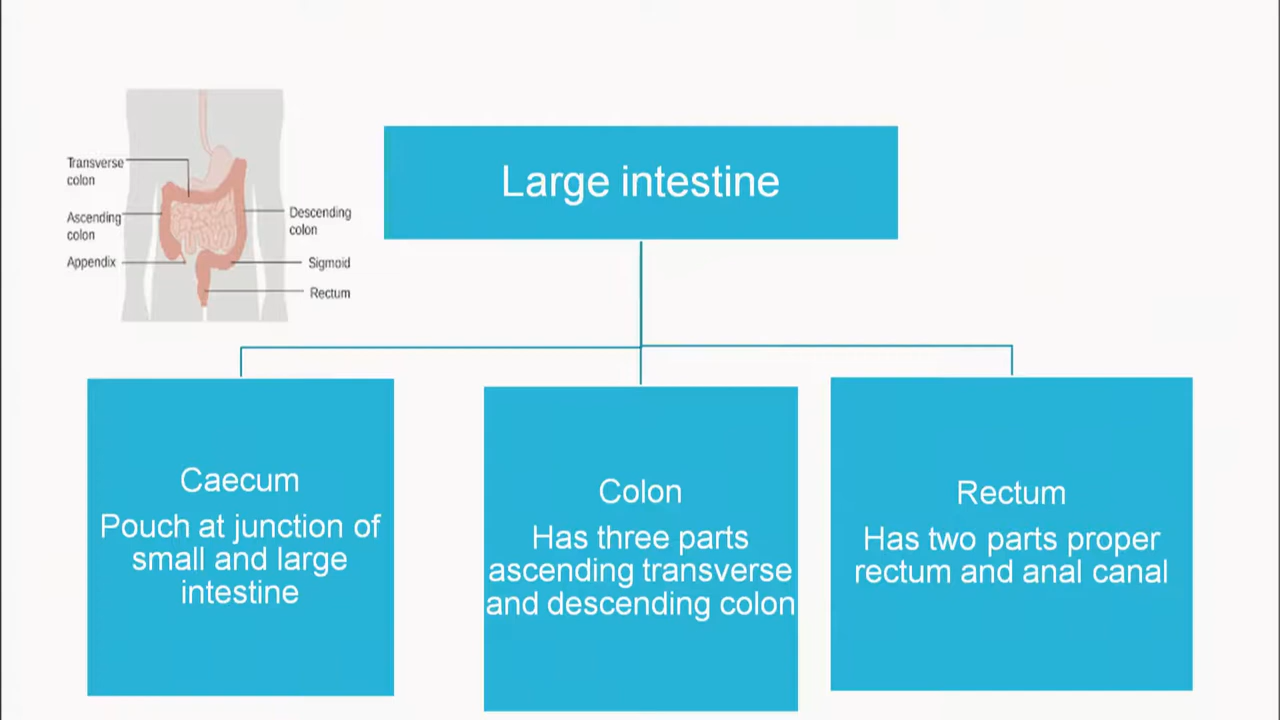 Large intestine
Transverse
colon
Ascending
colon
Appendix
Descending
colon
Sigmoid
Rectum
Caecum
Pouch at junction of
small and large
intestine
Colon
Has three parts
ascending transverse
and descending colon
Rectum
Has two parts proper
rectum and anal canal